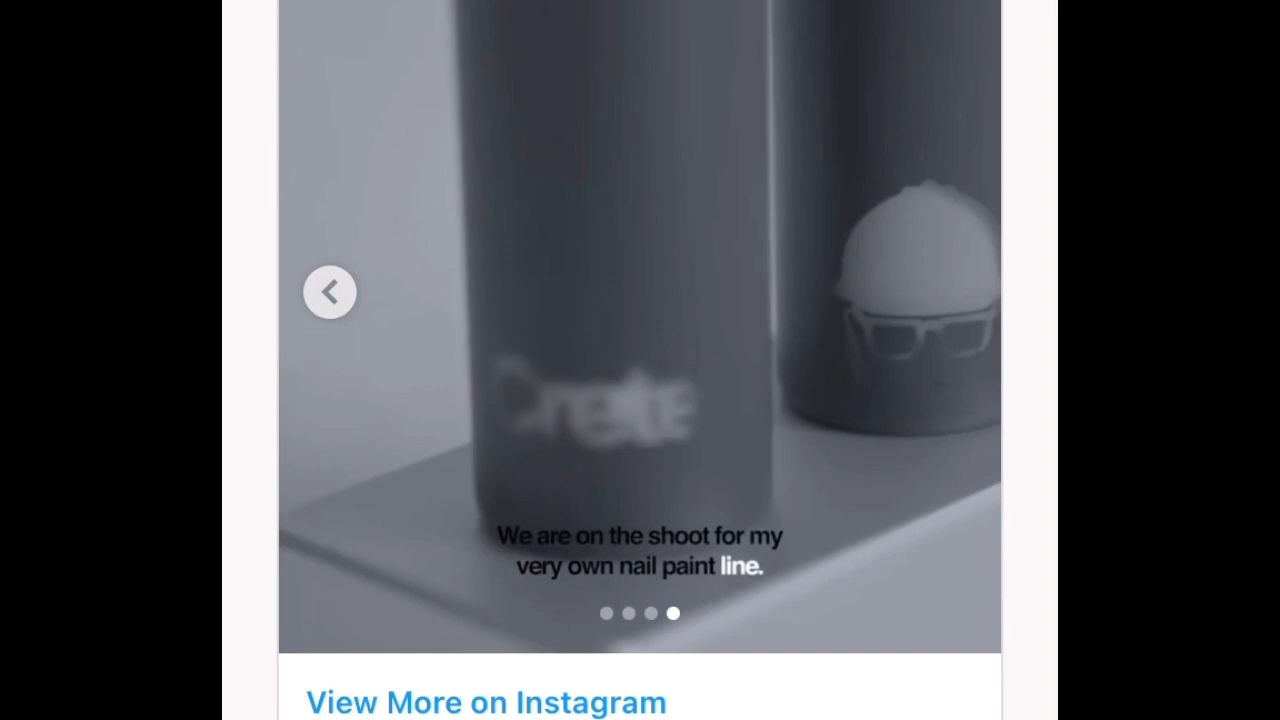 We are on the shoot for my
very own nail paint line.
View More on Instagram